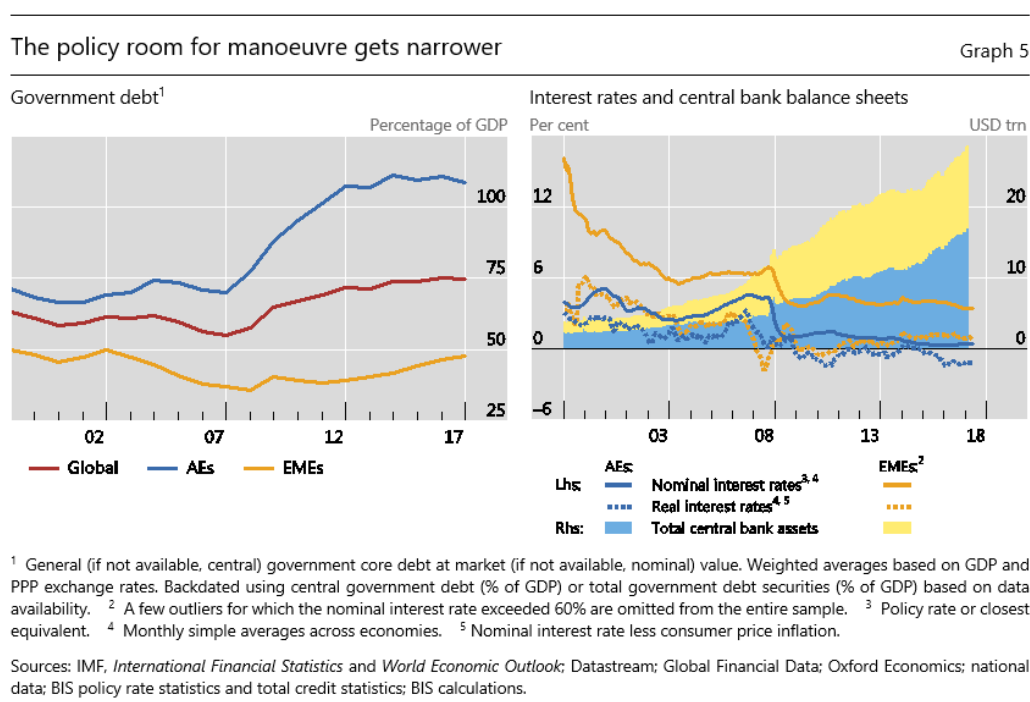 The policy room for manoeuvre gets narrower
Graph 5
Government debt1
Percentage of GDP
100
75
50
25
02 07 12 17
Global AEs EMEs
Interest rates and central bank balance sheets
Per cent USD trn
12 20
6 10
0 0
–6
03 08 13 18
AEs: EMEs:2
Lhs: Nominal interest rates3, 4
Real interest rates4, 5
Rhs: Total central bank assets
1 General (if not available, central) government core debt at market (if not available, nominal) value. Weighted averages based on GDP and
PPP exchange rates. Backdated using central government debt (% of GDP) or total government debt securities (% of GDP) based on data
availability. 2 A few outliers for which the nominal interest rate exceeded 60% are omitted from the entire sample. 3 Policy rate or closest
equivalent. 4 Monthly simple averages across economies. 5 Nominal interest rate less consumer price inflation.
Sources: IMF, International Financial Statistics and World Economic Outlook; Datastream; Global Financial Data; Oxford Economics; national
data; BIS policy rate statistics and total credit statistics; BIS calculations.